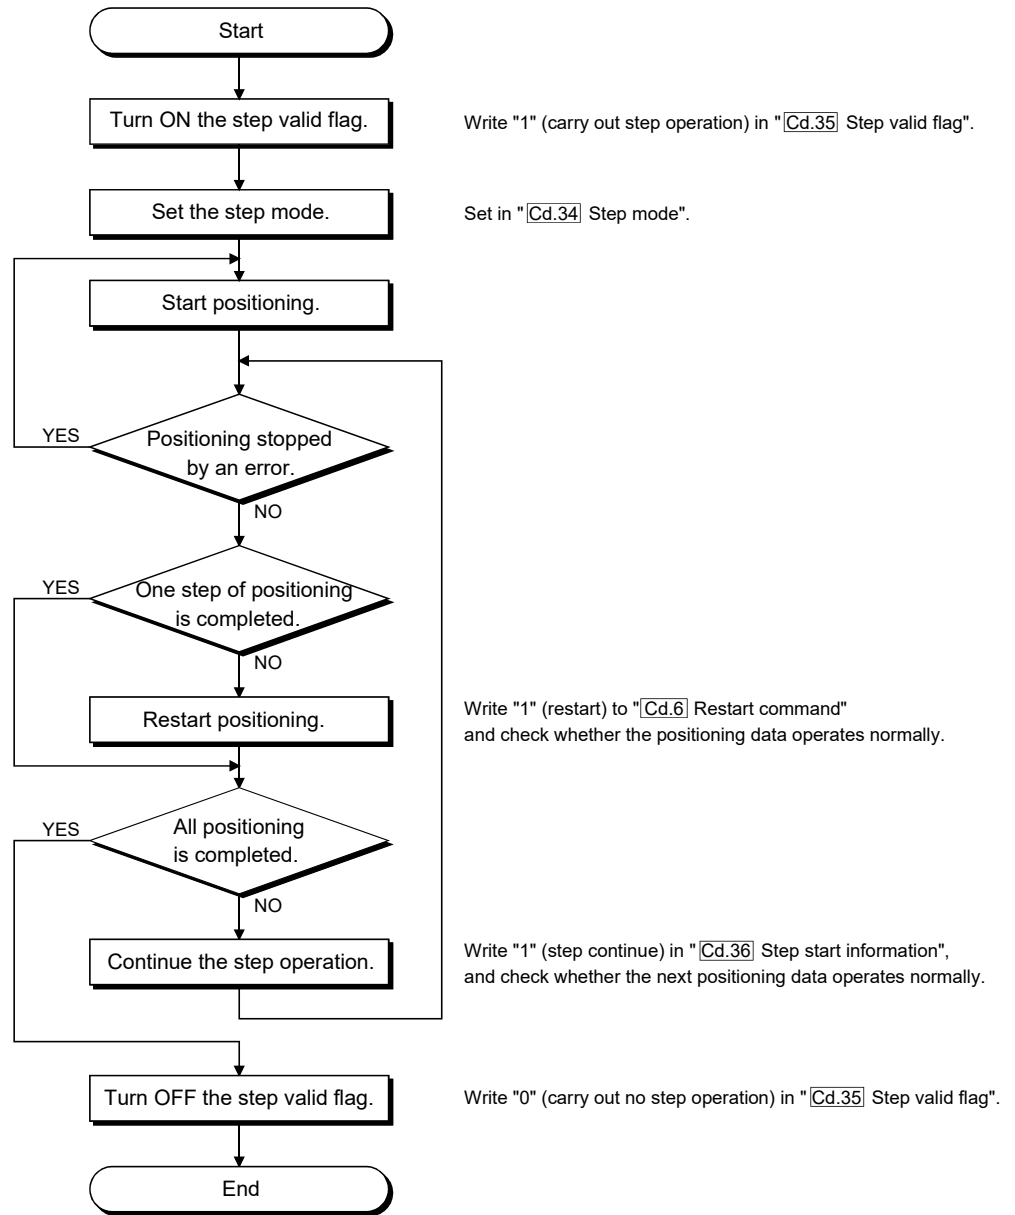 Start
Turn ON the step valid flag.
Write "1" (carry out step operation) in " Cd.35 Step valid flag".
Set the step mode.
Set in " Cd.34 Step mode".
Start positioning.
YES
Positioning stopped
by an error.
NO
YES
One step of positioning
is completed.
NO
Restart positioning.
Write "1" (restart) to " Cd.6 Restart command"
and check whether the positioning data operates normally.
YES
All positioning
is completed.
NO
Continue the step operation.
Write "1" (step continue) in " Cd.36 Step start information",
and check whether the next positioning data operates normally.
Turn OFF the step valid flag.
Write "0" (carry out no step operation) in " Cd.35 Step valid flag".
End